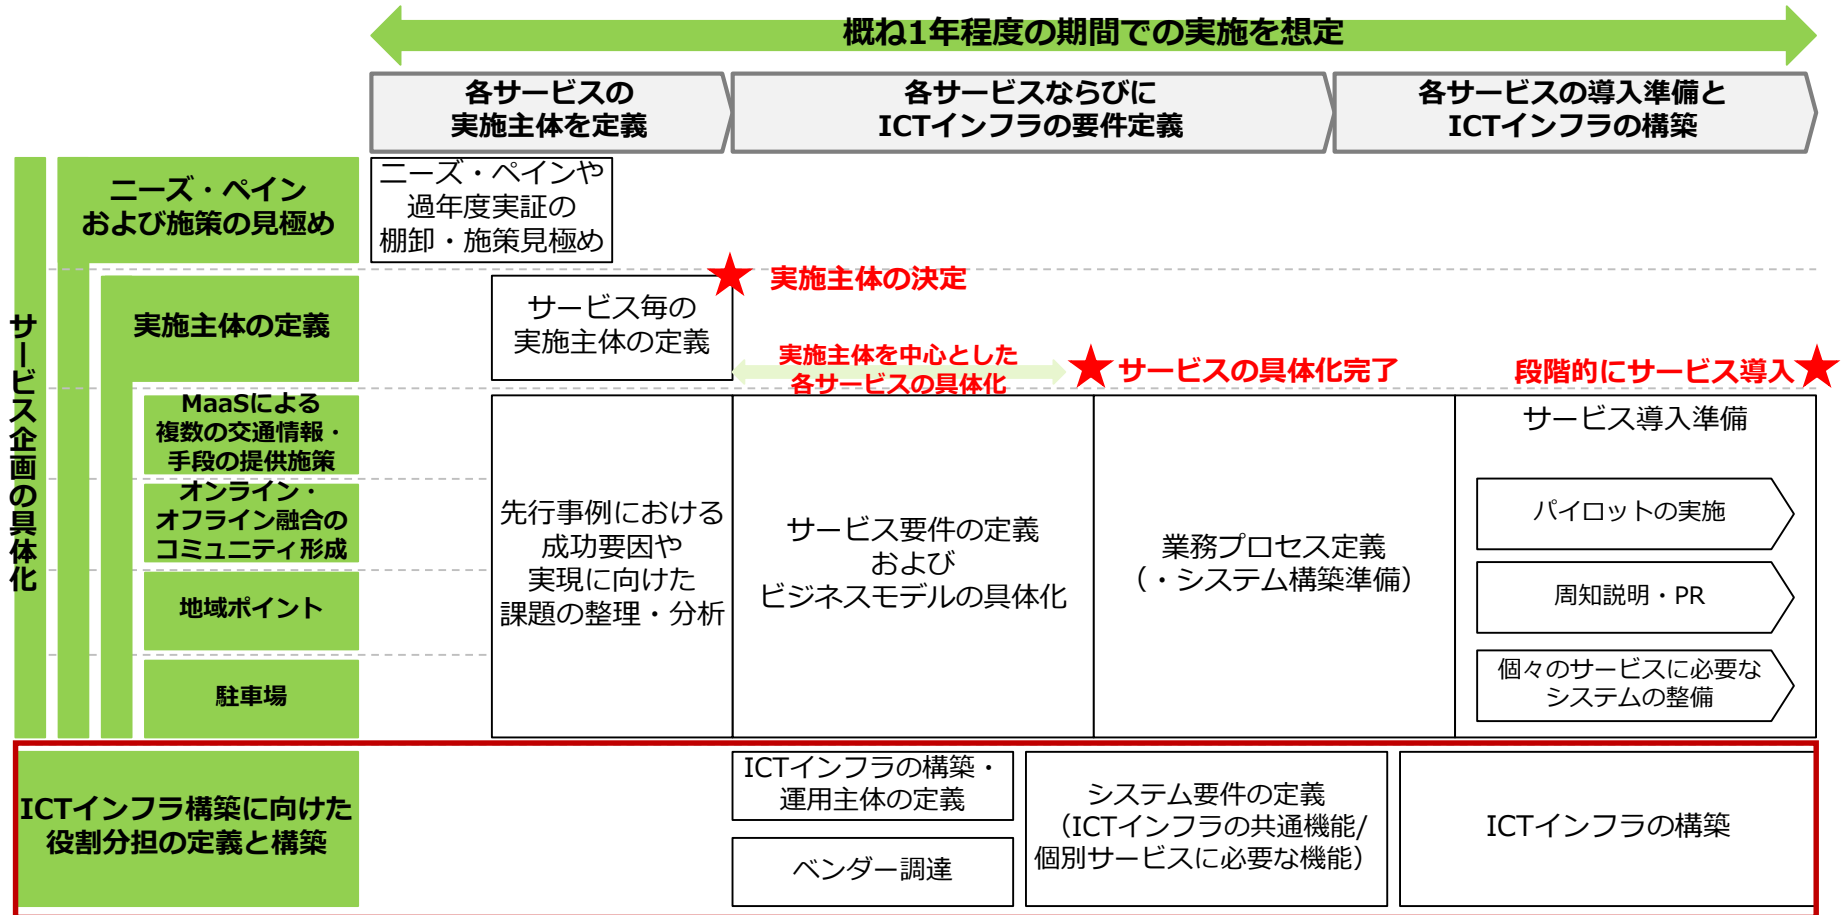 概ね1年程度の期間での実施を想定
各サービスの
実施主体を定義
各サービスならびに
ICTインフラの要件定義
各サービスの導入準備と
ICTインフラの構築
サービス企画の具体化
ニーズ・ペイン
および施策の見極め
ニーズ・ペインや
過年度実証の
棚卸・施策見極め
実施主体の定義
サービス毎の
実施主体の定義
実施主体の決定
実施主体を中心とした
各サービスの具体化
サービスの具体化完了
段階的にサービス導入
MaaSによる
複数の交通情報・
手段の提供施策
オンライン・
オフライン融合の
コミュニティ形成
地域ポイント
駐車場
先行事例における
成功要因や
実現に向けた
課題の整理・分析
サービス要件の定義
および
ビジネスモデルの具体化
業務プロセス定義
（・システム構築準備）
サービス導入準備
パイロットの実施
周知説明・PR
個々のサービスに必要な
システムの整備
ICTインフラ構築に向けた
役割分担の定義と構築
ICTインフラの構築・
運用主体の定義
ベンダー調達
システム要件の定義
（ICTインフラの共通機能/
個別サービスに必要な機能）
ICTインフラの構築